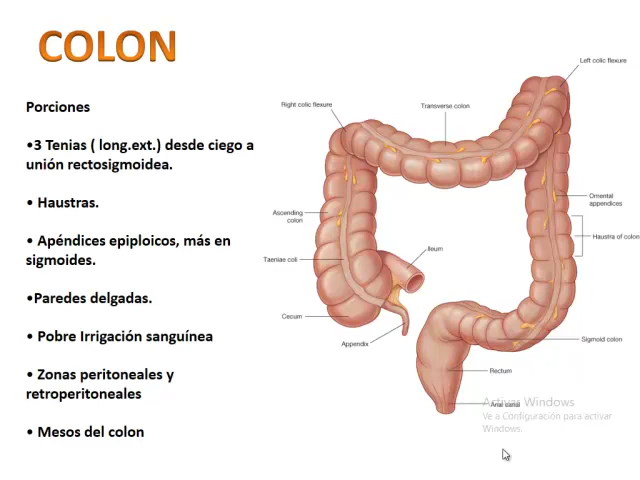 COLON
Porciones
•3 Tenias ( long.ext.) desde ciego a
unión rectosigmoidea.
• Haustras.
• Apéndices epiploicos, más en
sigmoides.
•Paredes delgadas.
• Pobre Irrigación sanguínea
• Zonas peritoneales y
retroperitoneales
• Mesos del colon
Left colic flexure
Right colic flexure
Transverse colon
Omental
appendices
Ascending
colon
Haustra of colon
Ileum
Taeniae coli
Cecum
Appendix
Sigmoid colon
Rectum
Anal canal
Activar Windows
Ve a Configuración para activar
Windows.